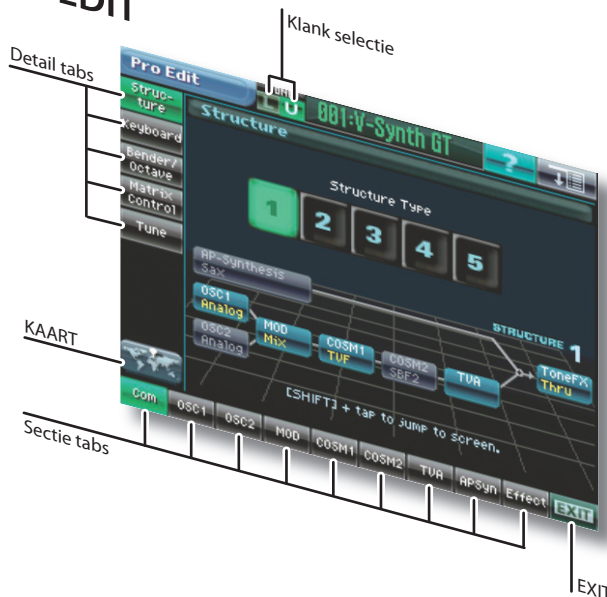 EDIT
Klank selectie
Detail tabs
Pro Edit
L U
001:V-Synth GT
?
Struc-
ture
Structure
Keyboard
Bender/
Octave
Matrix
Control
Tune
Structure Type
1 2 3 4 5
AP-Synthesis
Sax
OSC1
Analog
OSC2
Analog
MOD
Mix
COSM1
TVF
COSM2
SBF2
TVA
STRUCTURE 1
ToneFX
Thru
[SHIFT] + tap to jump to screen.
KAART
Sectie tabs
Com OSC1 OSC2 MOD COSM1 COSM2 TVA APSyn Effect EXIT
EXIT